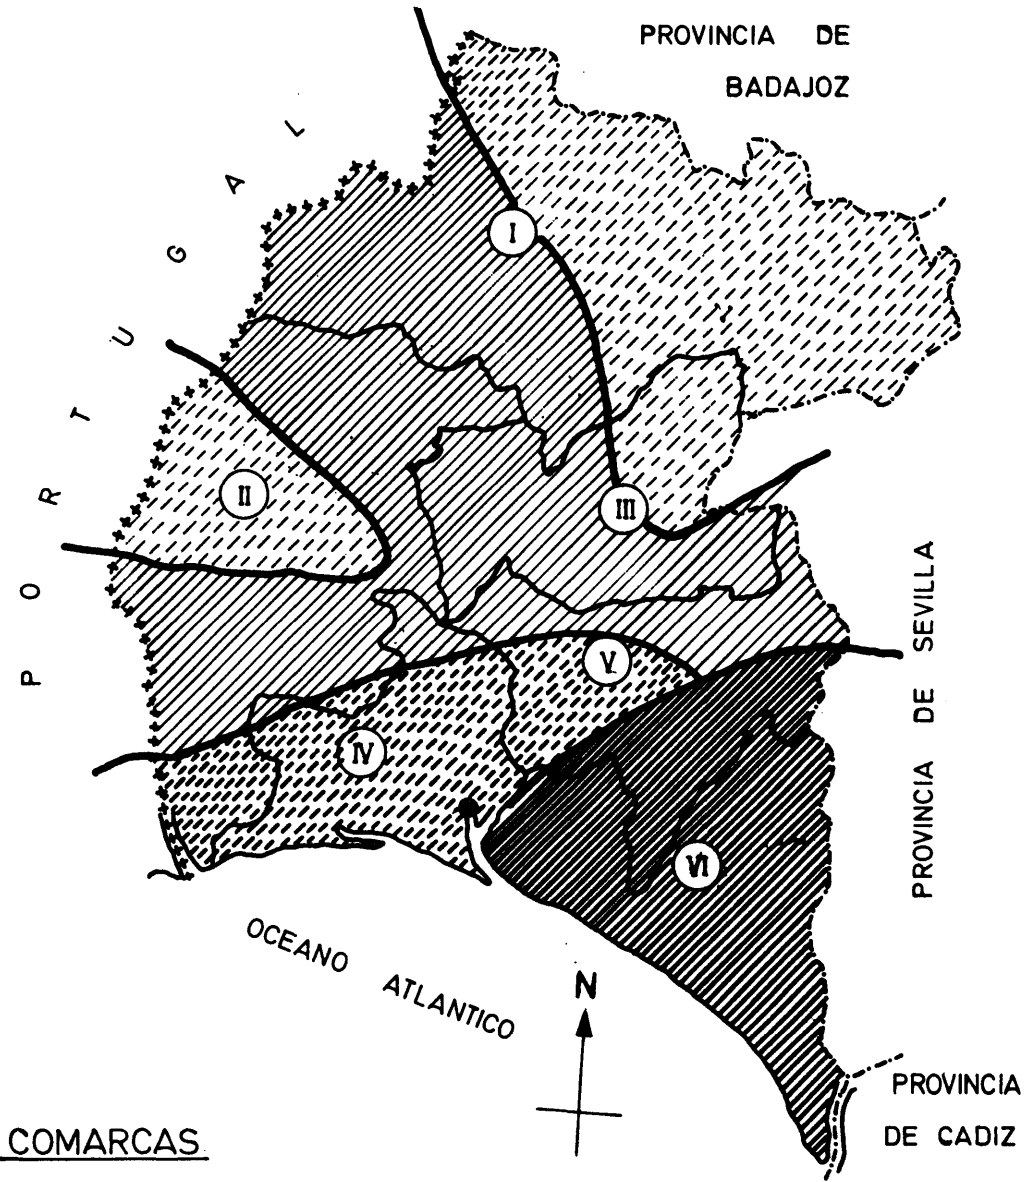 PROVINCIA DE
BADAJOZ
PORTUGAL
I
II
III
V
IV
VI
PROVINCIA DE SEVILLA
OCEANO ATLANTICO
N
PROVINCIA
DE CADIZ
COMARCAS